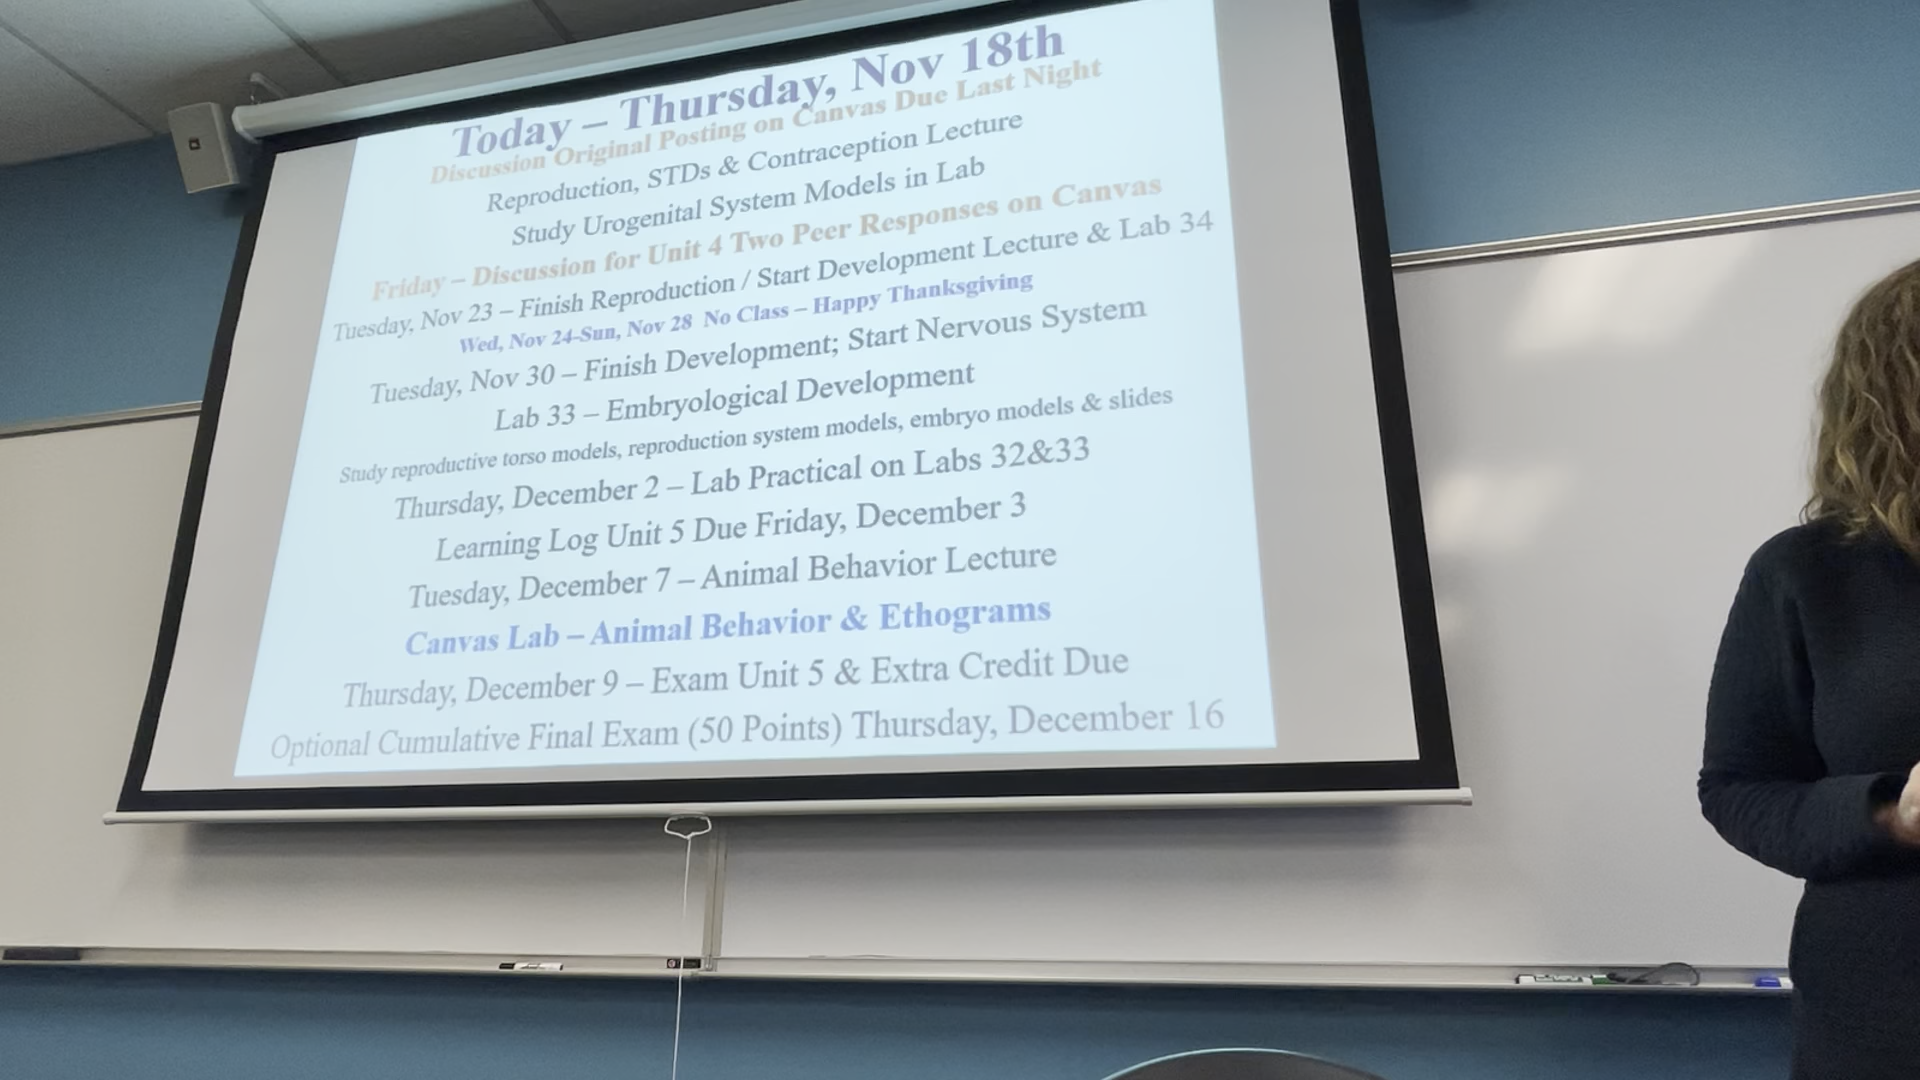 Today – Thursday, Nov 18th
Discussion Original Posting on Canvas Due Last Night
Reproduction, STDs & Contraception Lecture
Study Urogenital System Models in Lab
Friday – Discussion for Unit 4 Two Peer Responses on Canvas
Tuesday, Nov 23 – Finish Reproduction / Start Development Lecture & Lab 34
Wed, Nov 24-Sun, Nov 28 No Class – Happy Thanksgiving
Tuesday, Nov 30 – Finish Development; Start Nervous System
Lab 33 – Embryological Development
Study reproductive torso models, reproduction system models, embryo models & slides
Thursday, December 2 – Lab Practical on Labs 32&33
Learning Log Unit 5 Due Friday, December 3
Tuesday, December 7 – Animal Behavior Lecture
Canvas Lab – Animal Behavior & Ethograms
Thursday, December 9 – Exam Unit 5 & Extra Credit Due
Optional Cumulative Final Exam (50 Points) Thursday, December 16